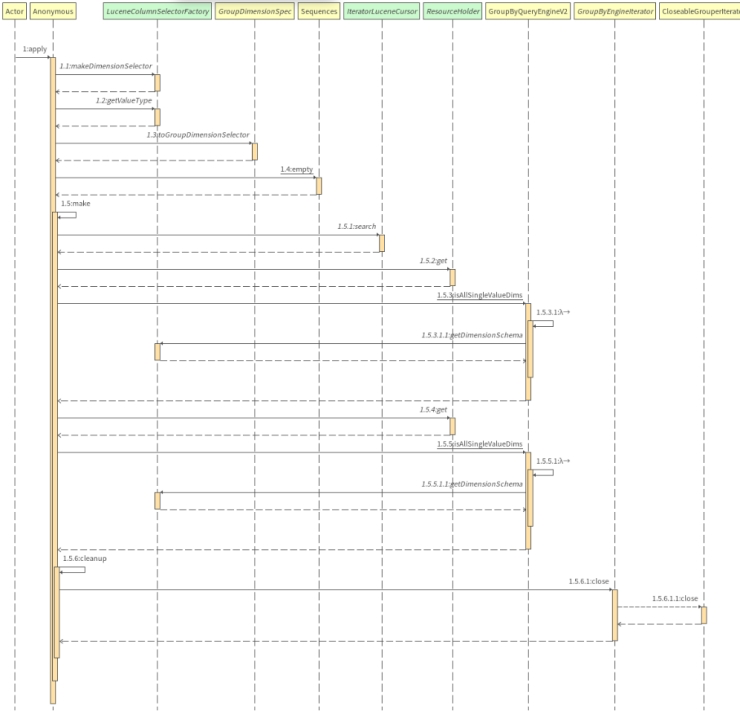 Actor Anonymous LuceneColumnSelectorFactory GroupDimensionSpec Sequences IteratorLuceneCursor ResourceHolder GroupByQueryEngineV2 GroupByEngineIterator CloseableGrouperIterat
1:apply
1.1:makeDimensionSelector
1.2:getValueType
1.3:toGroupDimensionSelector
1.4:empty
1.5:make
1.5.1:search
1.5.2:get
1.5.3:isAllSingleValueDims
1.5.3.1:λ→
1.5.3.1.1:getDimensionSchema
1.5.4:get
1.5.5:isAllSingleValueDims
1.5.5.1:λ→
1.5.5.1.1:getDimensionSchema
1.5.6:cleanup
1.5.6.1:close
1.5.6.1.1:close